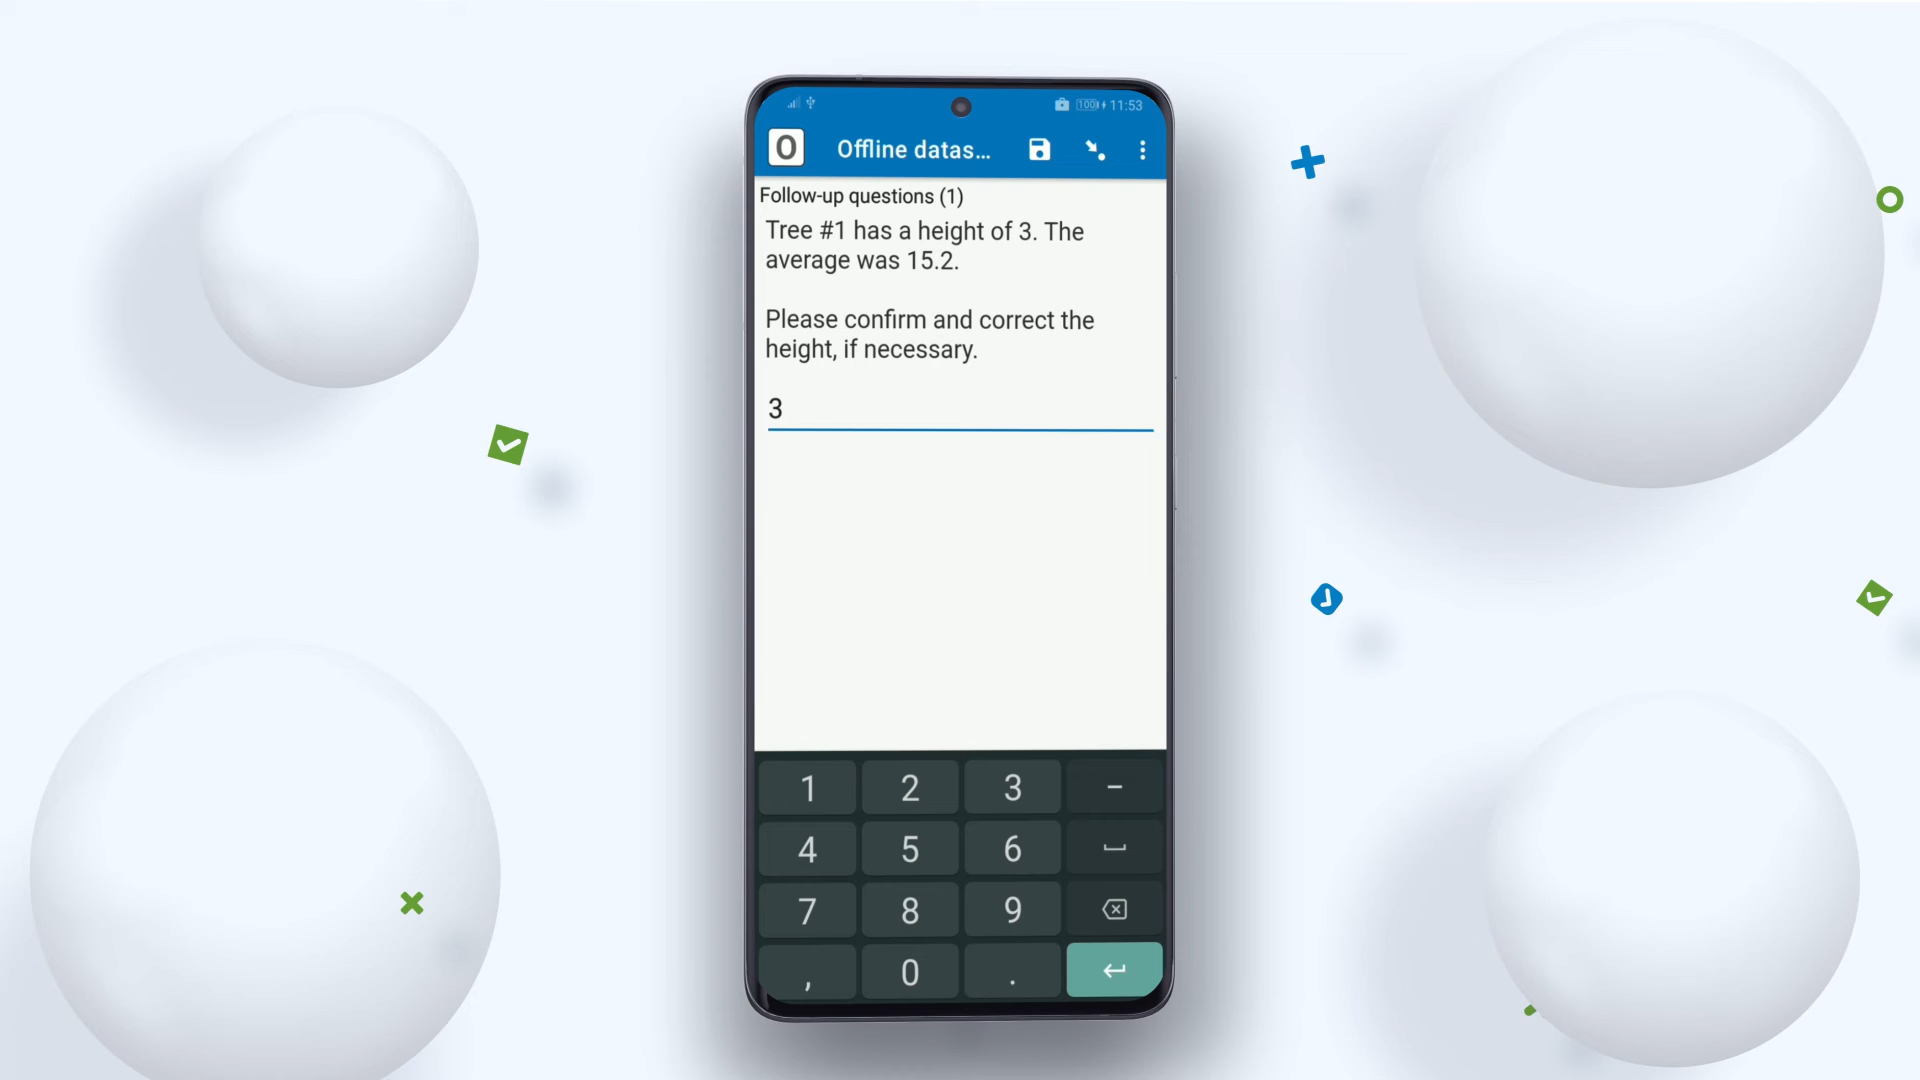 100 11:53
O Offline datas...
Follow-up questions (1)
Tree #1 has a height of 3. The
average was 15.2.
Please confirm and correct the
height, if necessary.
3
1 2 3 -
4 5 6
7 8 9
, 0 .